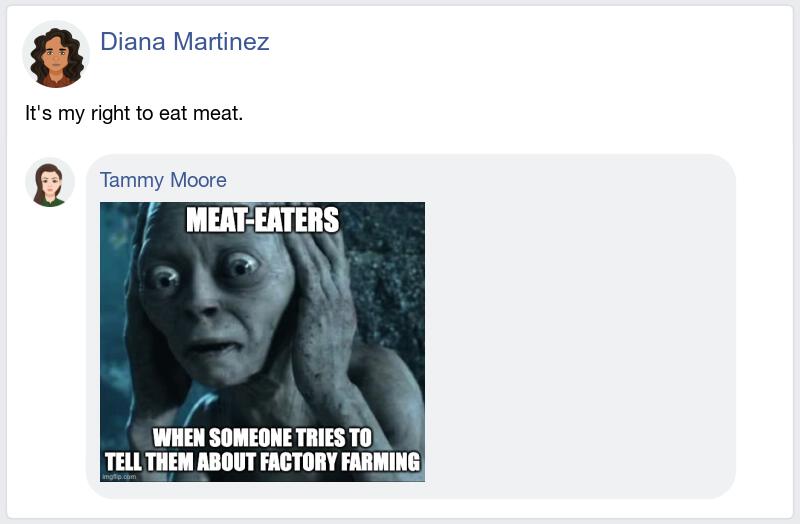 Diana Martinez
It's my right to eat meat.
Tammy Moore
MEAT-EATERS
WHEN SOMEONE TRIES TO
TELL THEM ABOUT FACTORY FARMING
imgflip.com